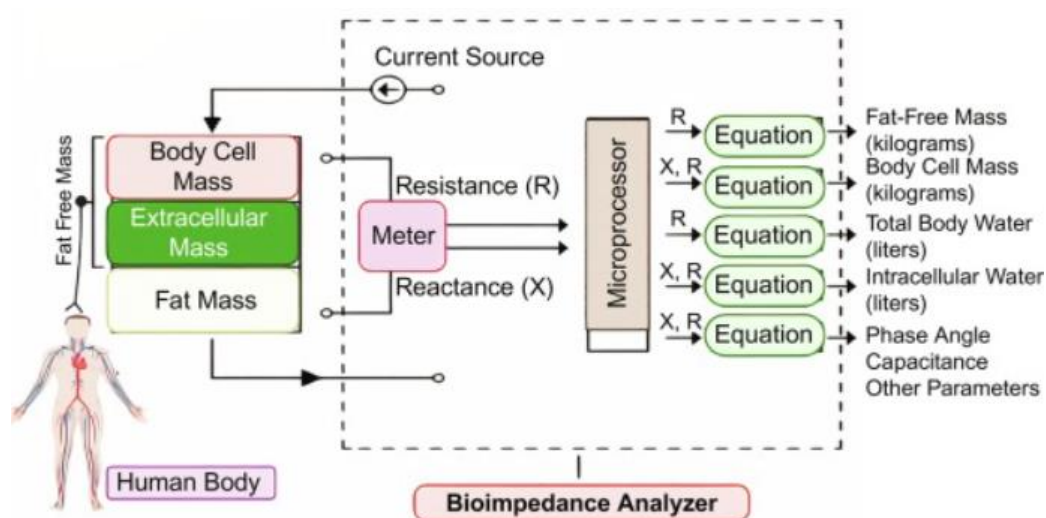 Current Source
Fat Free Mass
Body Cell
Mass
Extracellular
Mass
Fat Mass
Resistance (R)
Meter
Reactance (X)
Microprocessor
R
Equation
Fat-Free Mass
(kilograms)
X, R
Equation
Body Cell Mass
(kilograms)
R
Equation
Total Body Water
(liters)
X, R
Equation
Intracellular Water
(liters)
X, R
Equation
Phase Angle
Capacitance
Other Parameters
Human Body
Bioimpedance Analyzer